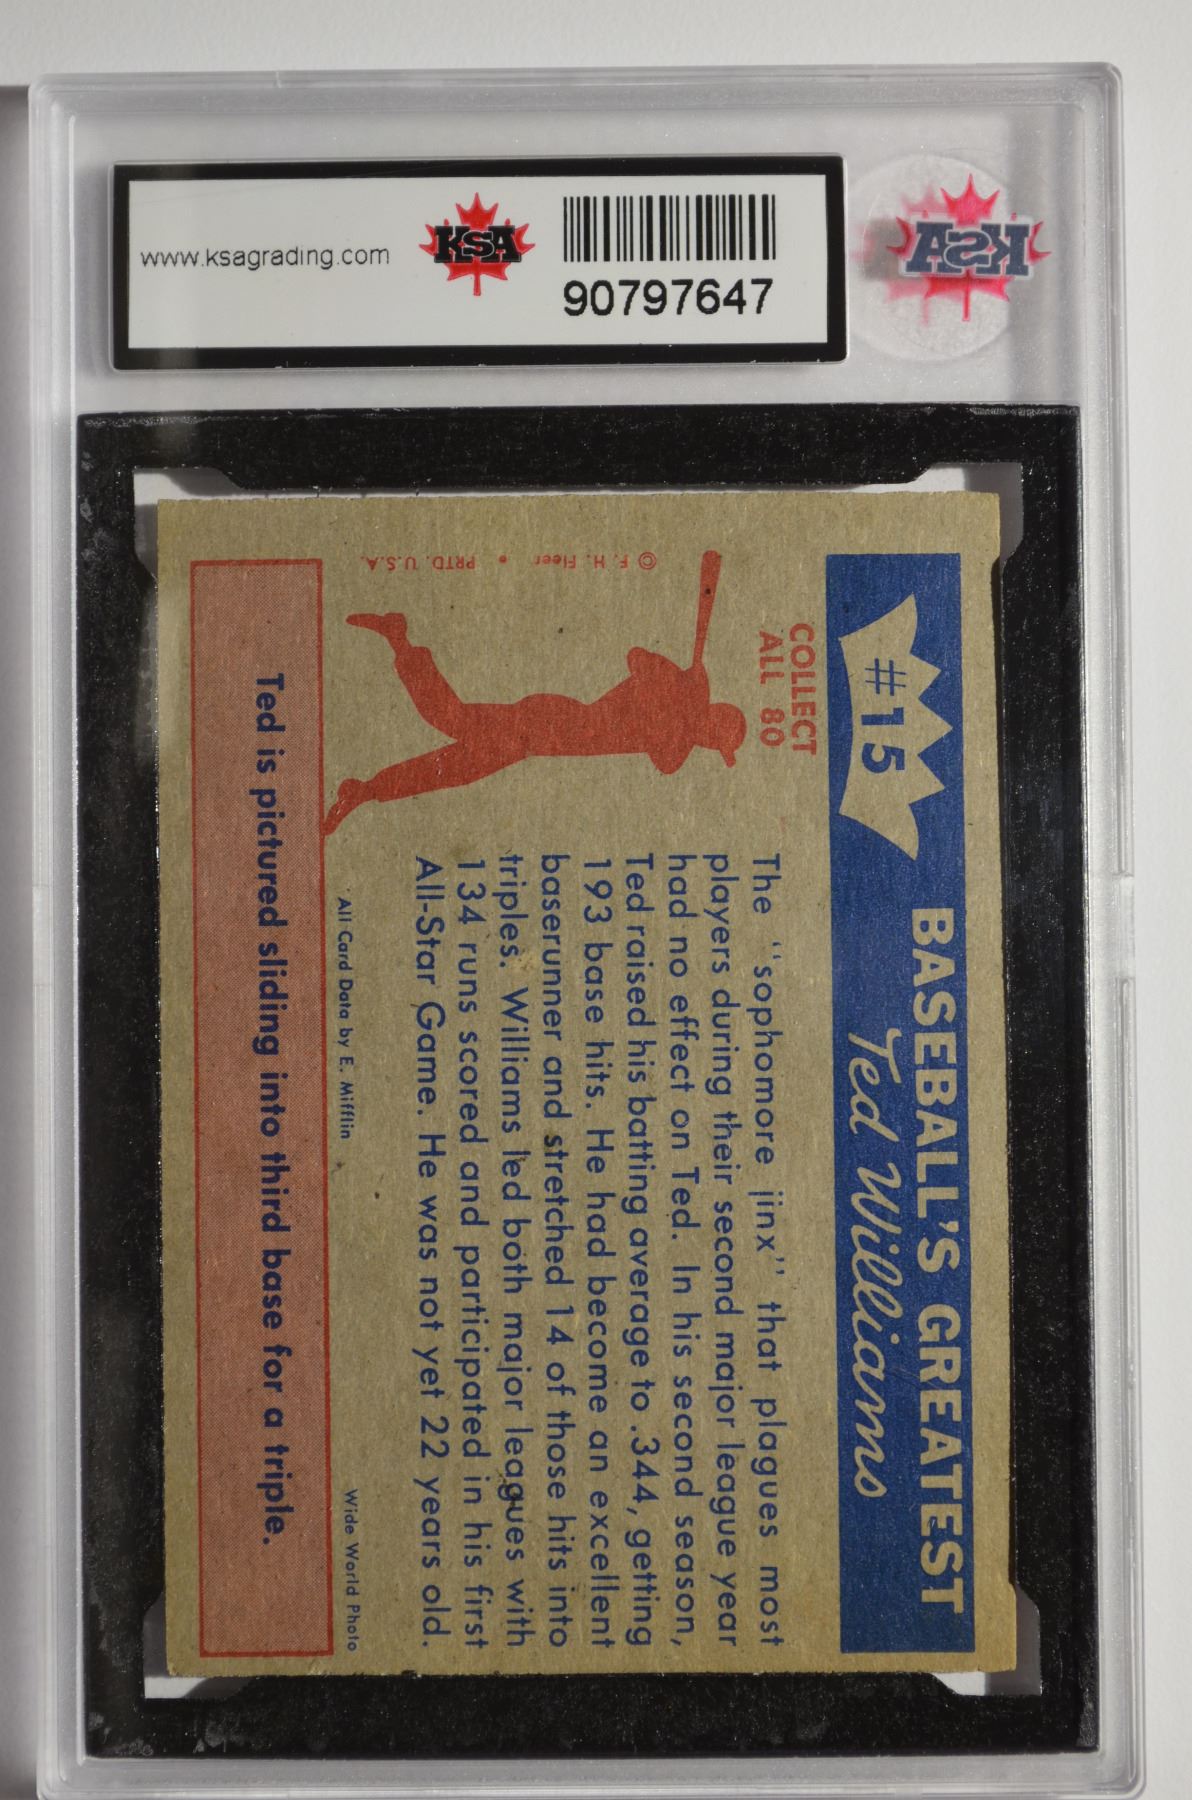 www.ksagrading.com
KSA
90797647
KSA
#15
BASEBALL'S GREATEST
Ted Williams
COLLECT
ALL 80
© F. H. Fleer • PRTD. U.S.A.
The "sophomore jinx" that plagues most
players during their second major league year
had no effect on Ted. In his second season,
Ted raised his batting average to .344, getting
193 base hits. He had become an excellent
baserunner and stretched 14 of those hits into
triples. Williams led both major leagues with
134 runs scored and participated in his first
All-Star Game. He was not yet 22 years old.
All Card Data by E. Mifflin
Wide World Photo
Ted is pictured sliding into third base for a triple.